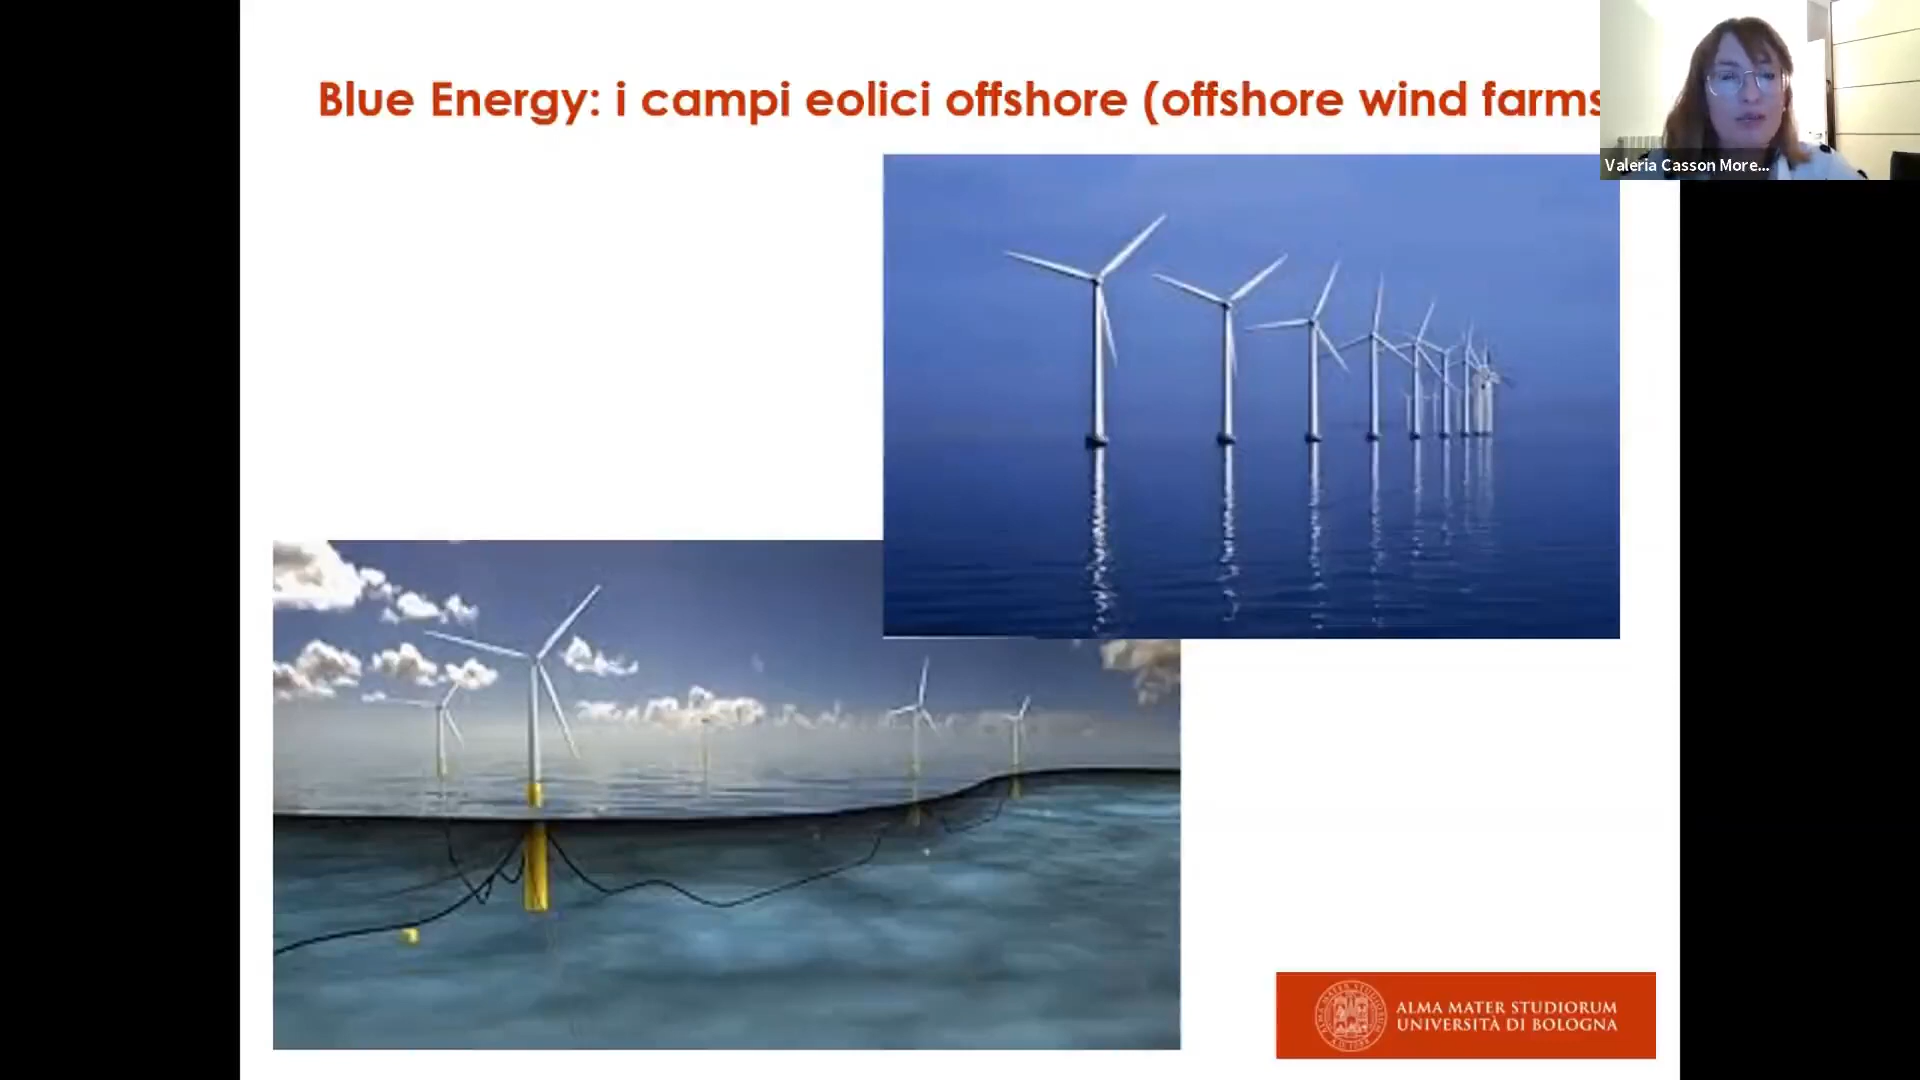 Blue Energy: i campi eolici offshore (offshore wind farms
Valeria Casson More...
ALMA MATER STUDIORUM
UNIVERSITÀ DI BOLOGNA